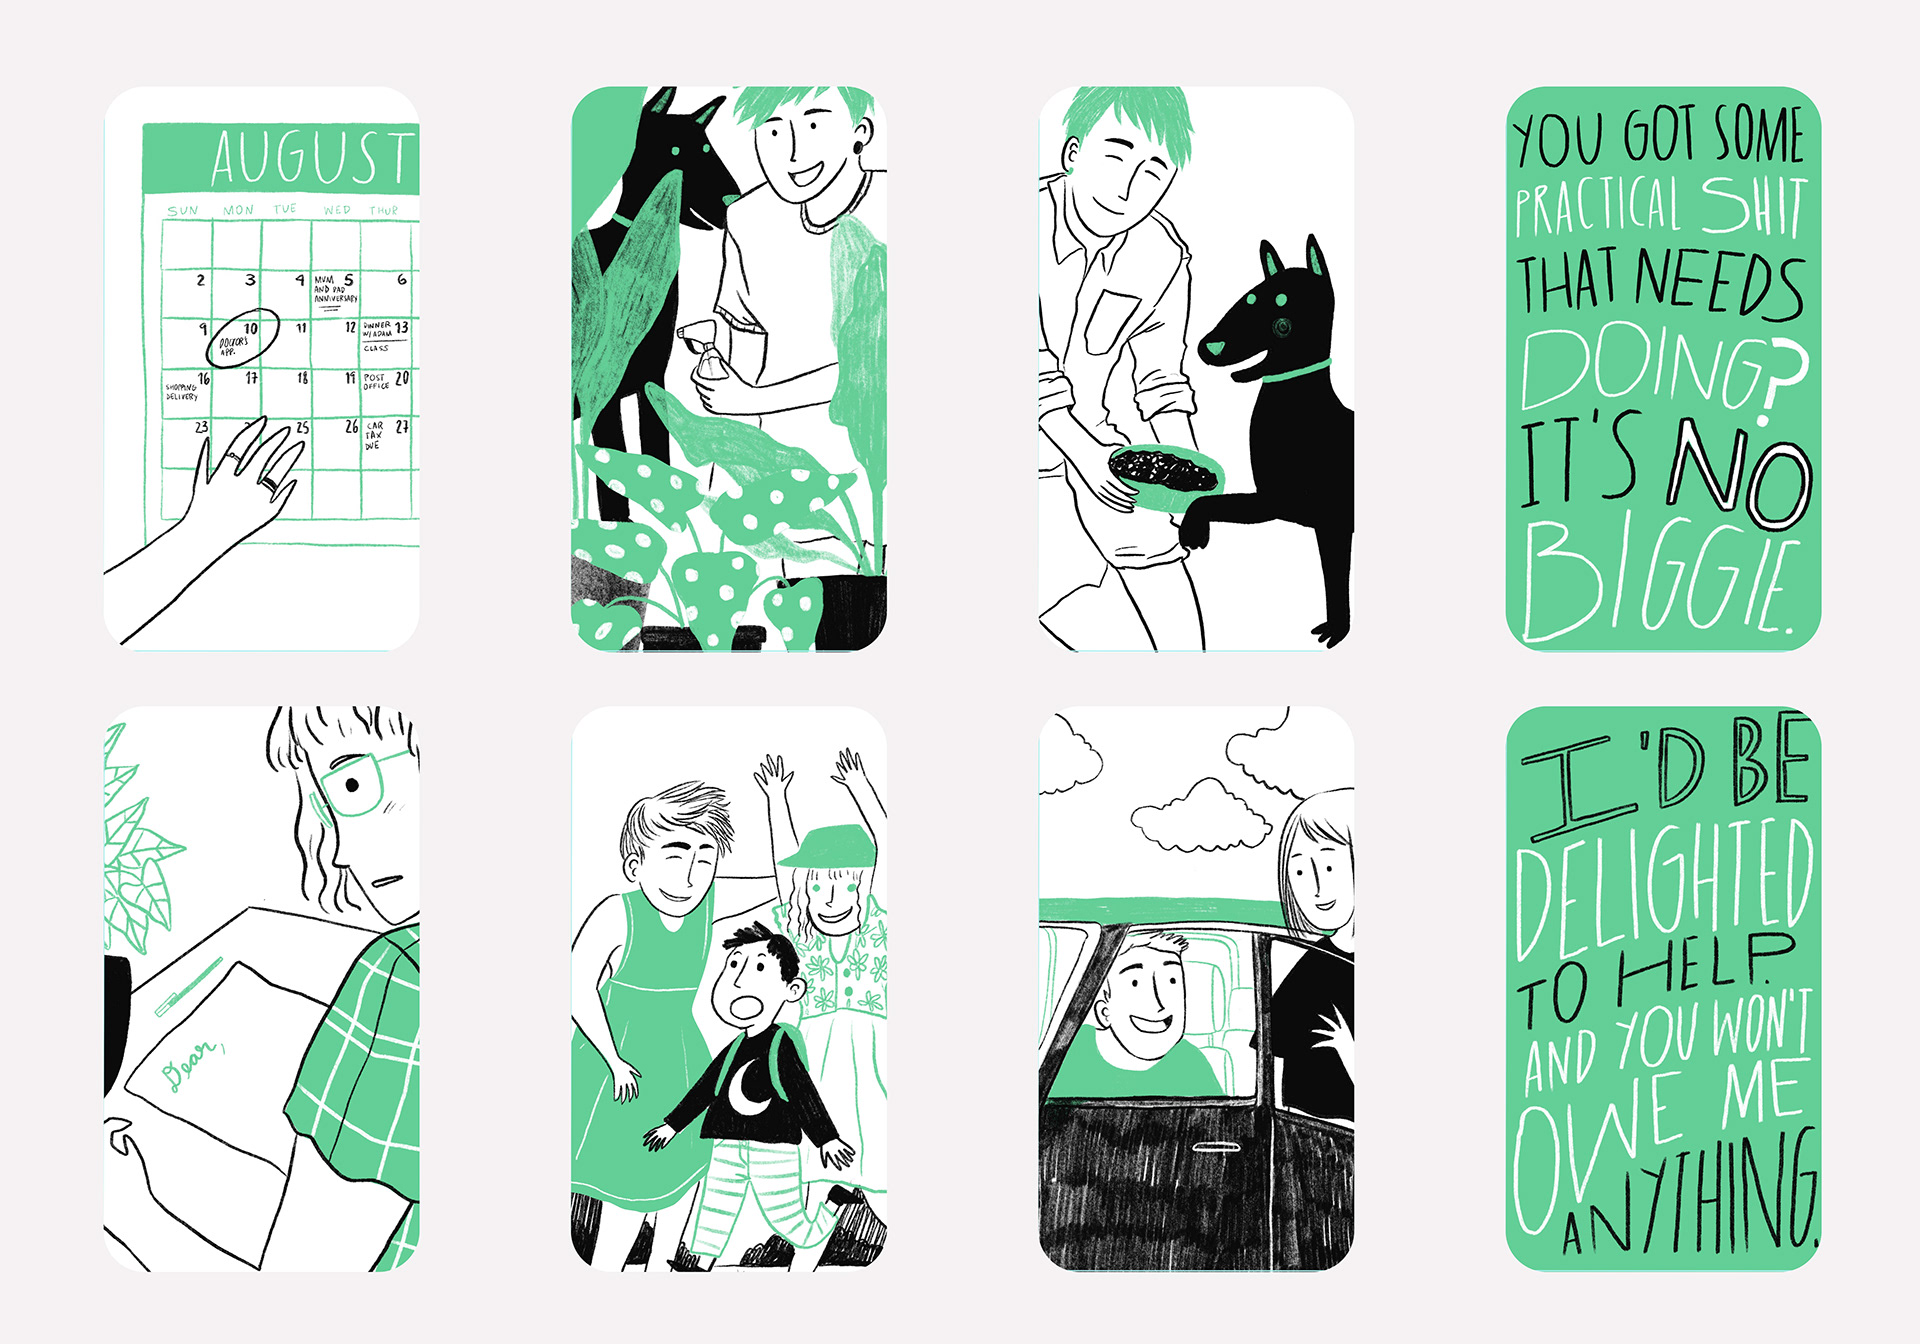 AUGUST
SUN MON TUE WED THUR
2 3 4 MUM 5 6
AND DAD
ANNIVERSARY
9 10 11 12 DINNER 13
W/ ADAM
DOCTOR'S
APP.
CLASS
16 17 18 19 POST 20
OFFICE
SHOPPING
DELIVERY
23 25 26 CAR 27
TAX
DUE
YOU GOT SOME
PRACTICAL SHIT
THAT NEEDS
DOING?
IT'S NO
BIGGIE.
Dear,
I'D BE
DELIGHTED
TO HELP.
AND YOU WON'T
OWE ME
ANYTHING.